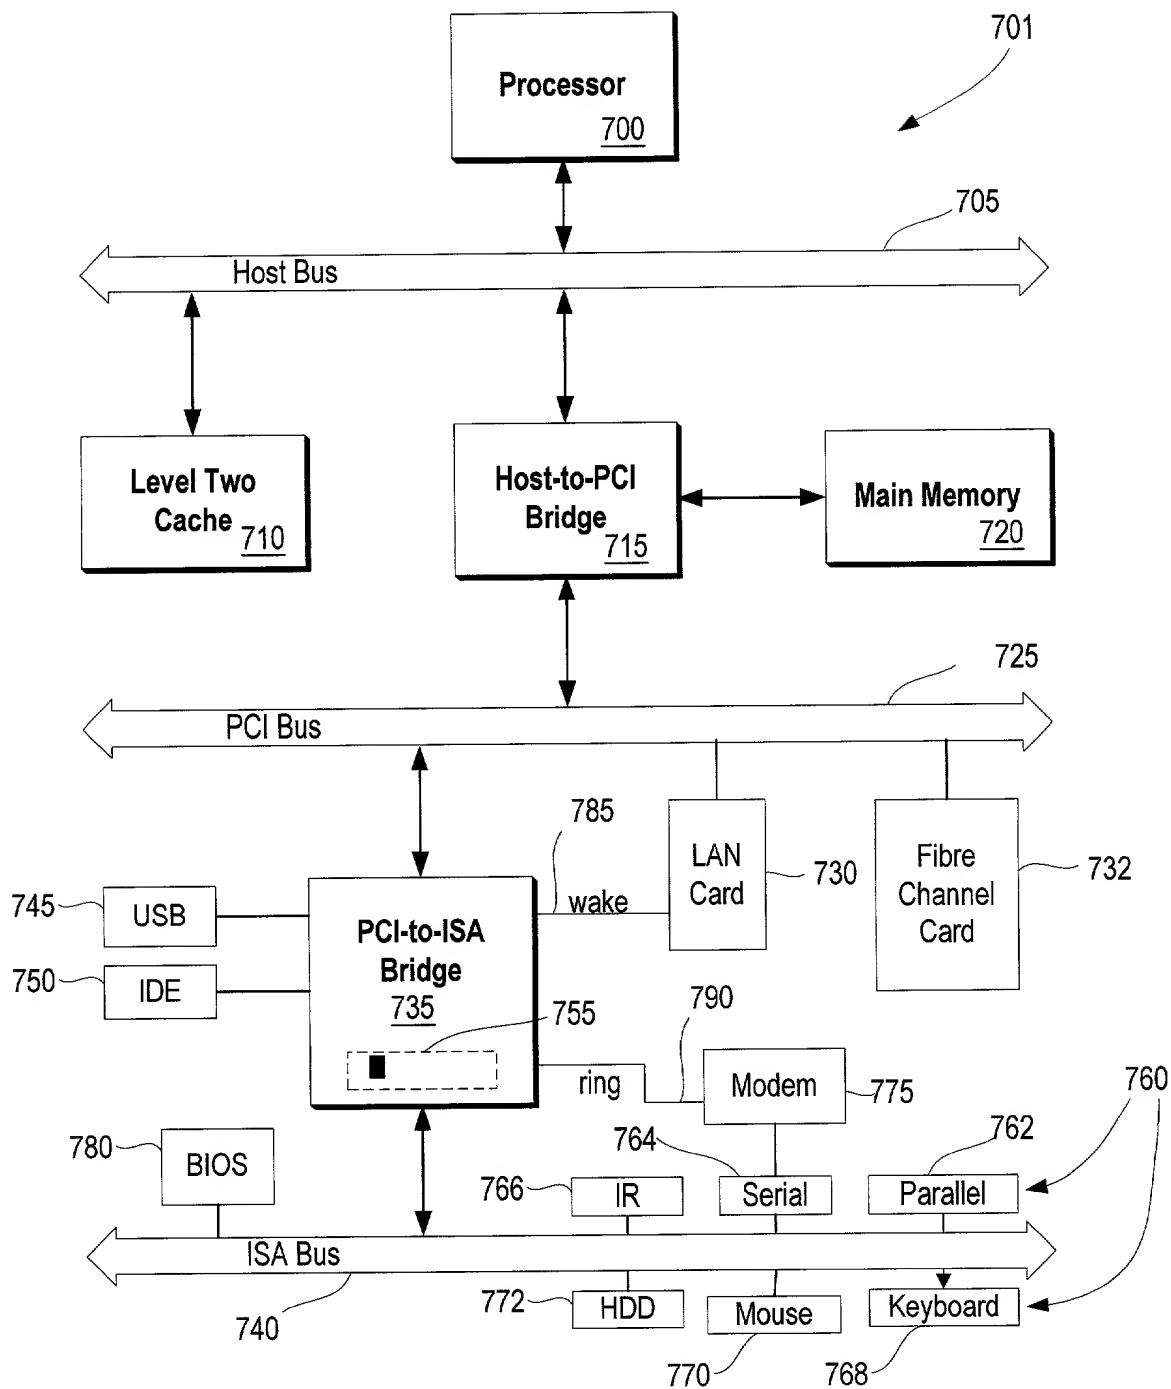 701
Processor
700
705
Host Bus
Level Two
Cache
710
Host-to-PCI
Bridge
715
Main Memory
720
725
PCI Bus
785
LAN
Card
730
Fibre
Channel
Card
732
745
USB
wake
PCI-to-ISA
Bridge
735
750
IDE
755
790
ring
Modem
775
760
780
BIOS
764
762
766
IR
Serial
Parallel
ISA Bus
740
772
HDD
Mouse
770
Keyboard
768